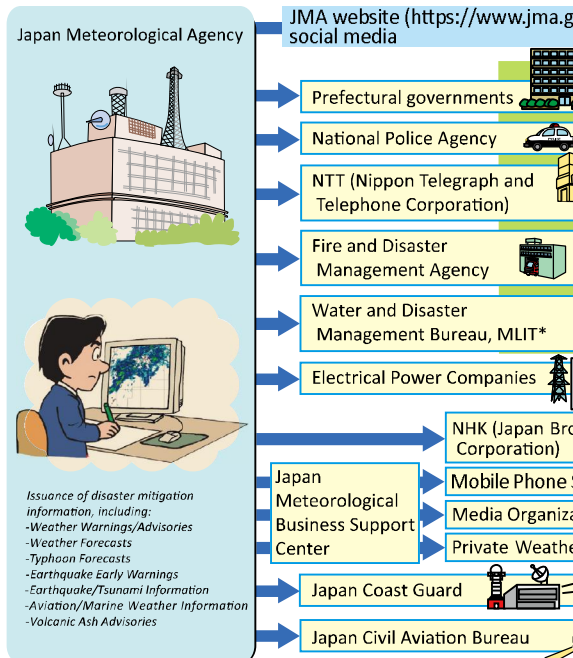 Japan Meteorological Agency
JMA website (https://www.jma.g
social media
Prefectural governments
National Police Agency
NTT (Nippon Telegraph and
Telephone Corporation)
Fire and Disaster
Management Agency
Water and Disaster
Management Bureau, MLIT*
Electrical Power Companies
NHK (Japan Bro
Corporation)
Japan
Meteorological
Business Support
Center
Mobile Phone S
Media Organiza
Private Weathe
Japan Coast Guard
Japan Civil Aviation Bureau
Issuance of disaster mitigation
information, including:
-Weather Warnings/Advisories
-Weather Forecasts
-Typhoon Forecasts
-Earthquake Early Warnings
-Earthquake/Tsunami Information
-Aviation/Marine Weather Information
-Volcanic Ash Advisories